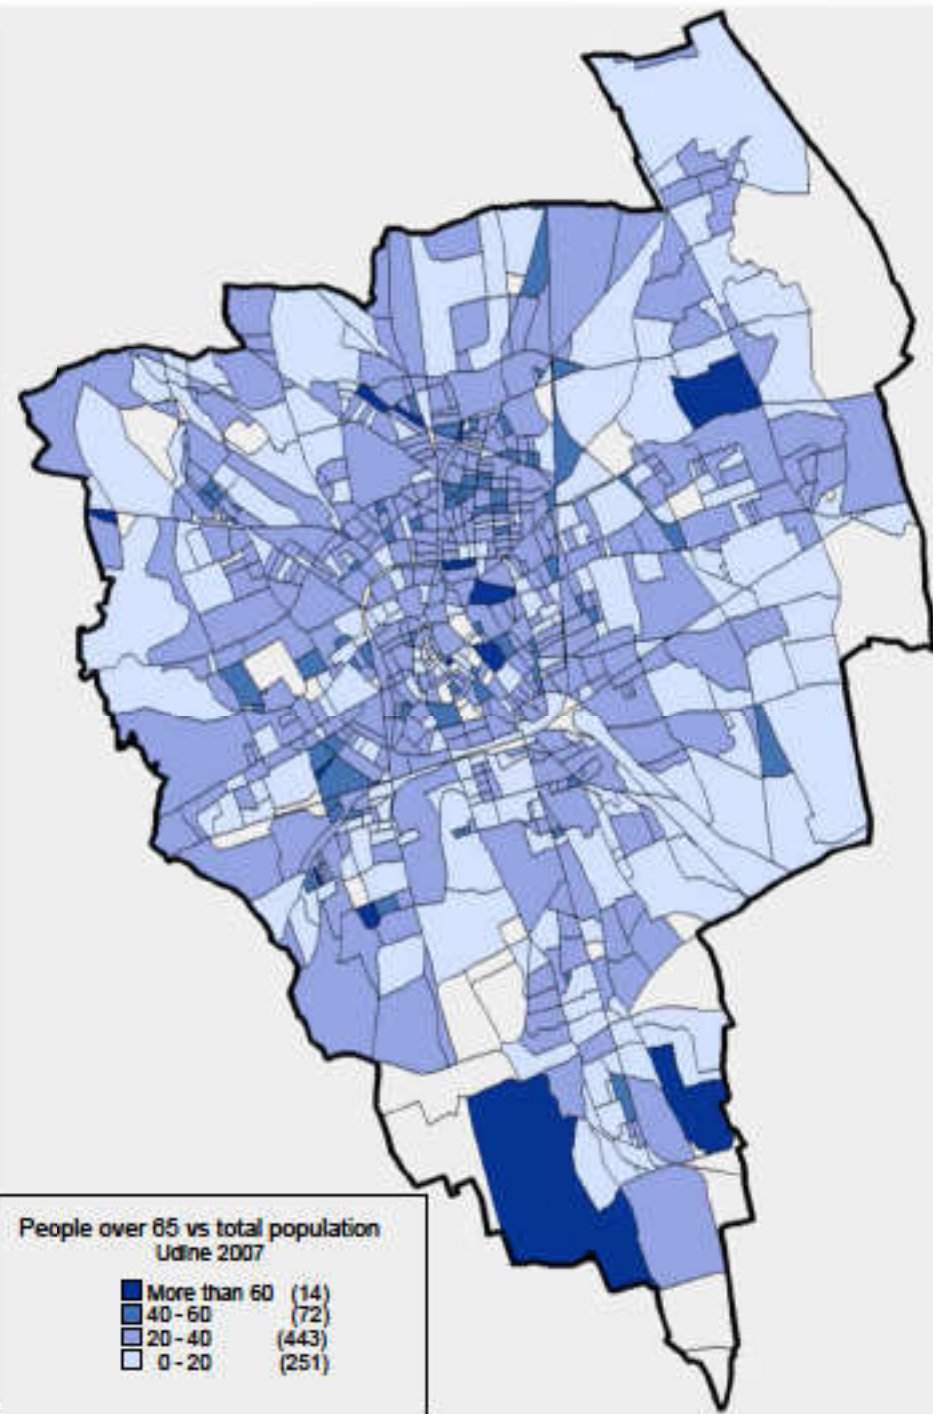 People over 65 vs total population
Udine 2007
More than 60 (14)
40 - 60 (72)
20 - 40 (443)
0 - 20 (251)